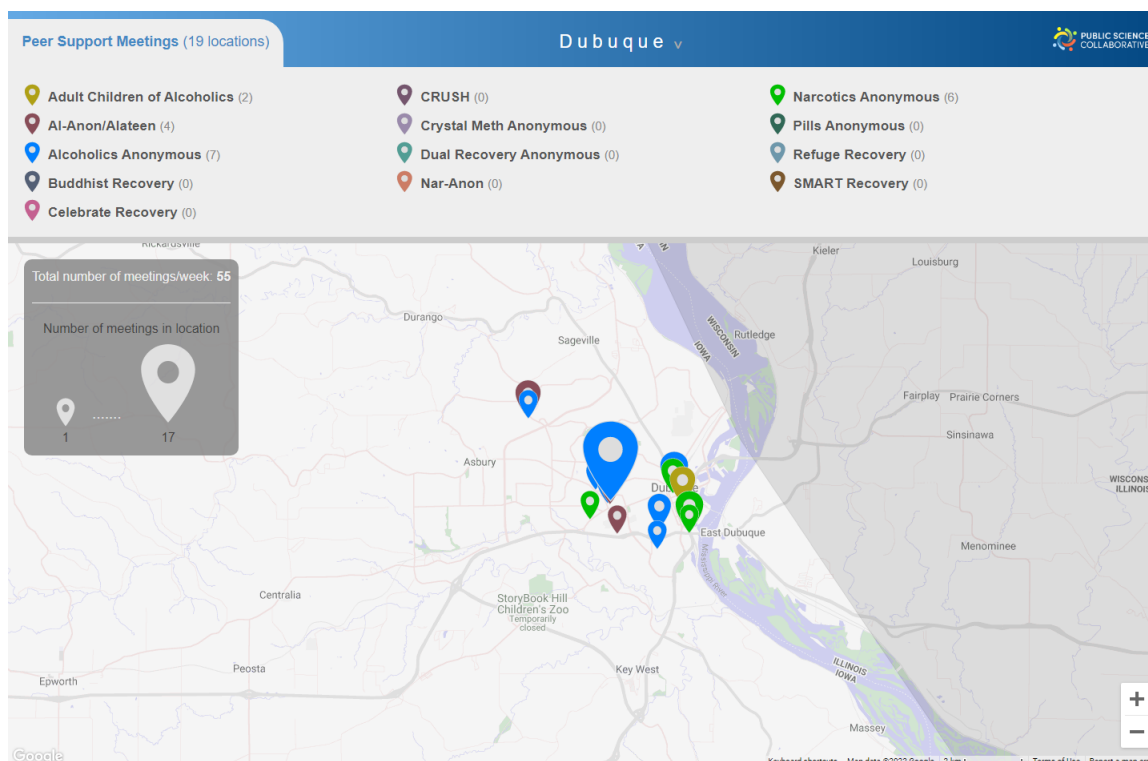 Peer Support Meetings (19 locations)
Dubuque v
PUBLIC SCIENCE
COLLABORATIVE
Adult Children of Alcoholics (2)
Al-Anon/Alateen (4)
Alcoholics Anonymous (7)
Buddhist Recovery (0)
Celebrate Recovery (0)
CRUSH (0)
Crystal Meth Anonymous (0)
Dual Recovery Anonymous (0)
Nar-Anon (0)
Narcotics Anonymous (6)
Pills Anonymous (0)
Refuge Recovery (0)
SMART Recovery (0)
Rickardsville
Total number of meetings/week: 55
Number of meetings in location
1
17
Durango
Sageville
Asbury
Kieler
Louisburg
WISCONSIN
IOWA
Rutledge
Fairplay
Prairie Corners
Sinsinawa
WISCONS
ILLINOIS
East Dubuque
Menominee
Mississippi River
Centralia
StoryBook Hill
Children's Zoo
Temporarily
closed
Peosta
Epworth
Key West
ILLINOIS
IOWA
Massey
+
−
Google